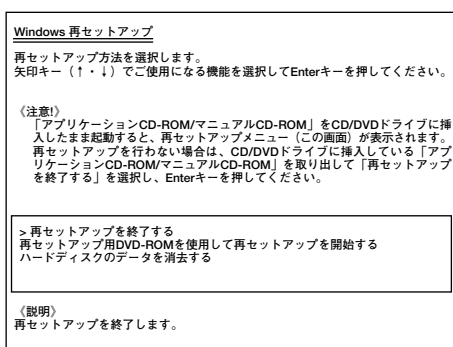 Windows 再セットアップ
再セットアップ方法を選択します。
矢印キー（↑・↓）でご使用になる機能を選択してEnterキーを押してください。
《注意!》
「アプリケーションCD-ROM/マニュアルCD-ROM」をCD/DVDドライブに挿
入したまま起動すると、再セットアップメニュー（この画面）が表示されます。
再セットアップを行わない場合は、CD/DVDドライブに挿入している「アプ
リケーションCD-ROM/マニュアルCD-ROM」を取り出して「再セットアップ
を終了する」を選択し、Enterキーを押してください。
> 再セットアップを終了する
再セットアップ用DVD-ROMを使用して再セットアップを開始する
ハードディスクのデータを消去する
《説明》
再セットアップを終了します。